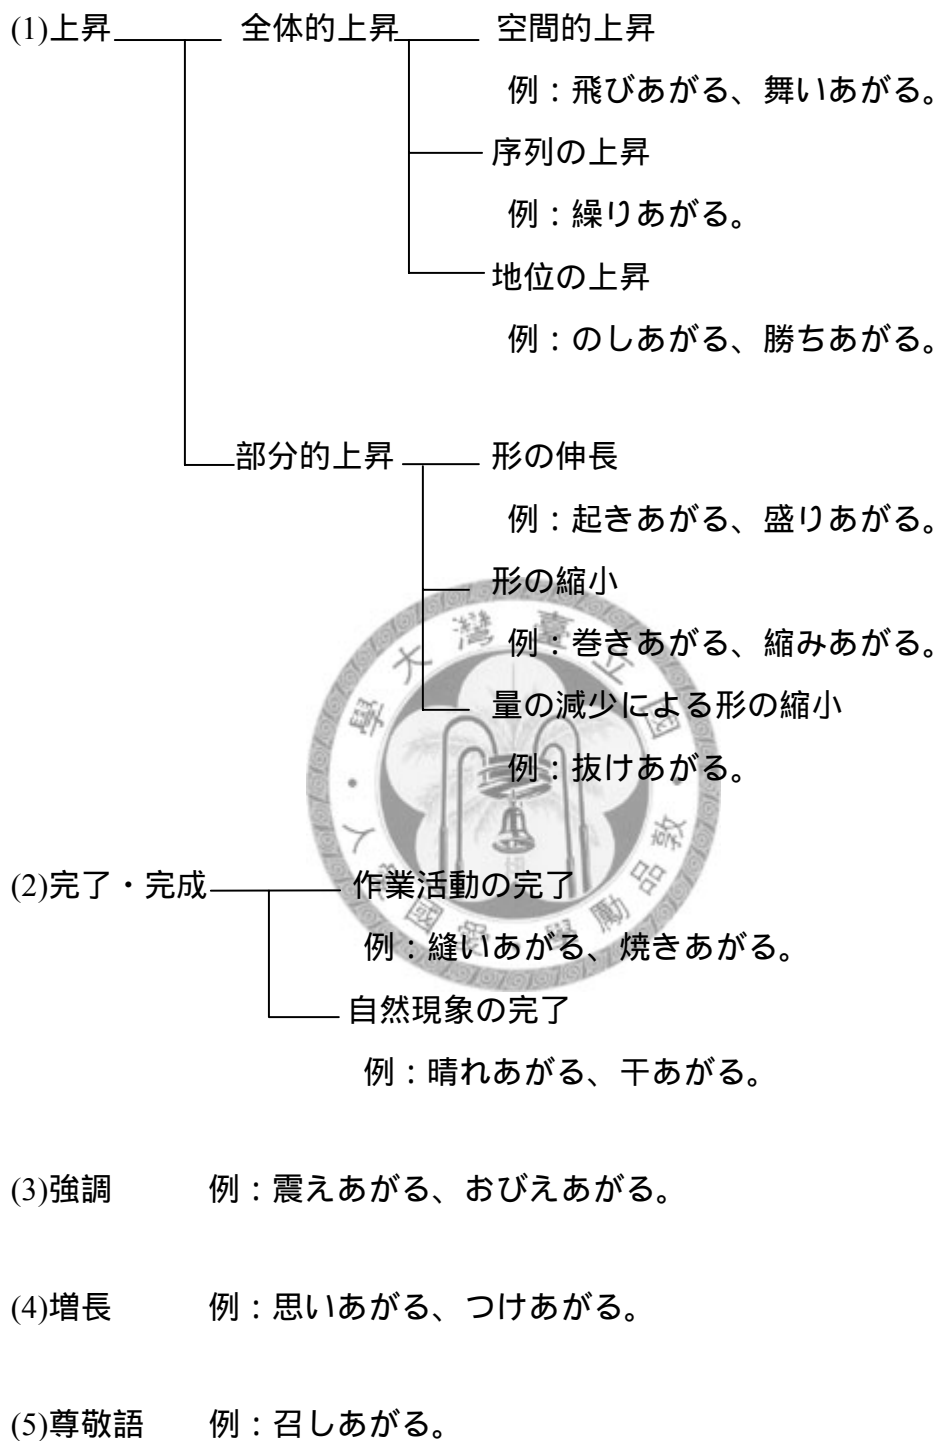 (1)上昇 全体的上昇 空間的上昇
例：飛びあがる、舞いあがる。
序列の上昇
例：繰りあがる。
地位の上昇
例：のしあがる、勝ちあがる。
部分的上昇 形の伸長
例：起きあがる、盛りあがる。
形の縮小
例：巻きあがる、縮みあがる。
量の減少による形の縮小
例：抜けあがる。
(2)完了・完成 作業活動の完了
例：縫いあがる、焼きあがる。
自然現象の完了
例：晴れあがる、干あがる。
(3)強調 例：震えあがる、おびえあがる。
(4)増長 例：思いあがる、つけあがる。
(5)尊敬語 例：召しあがる。